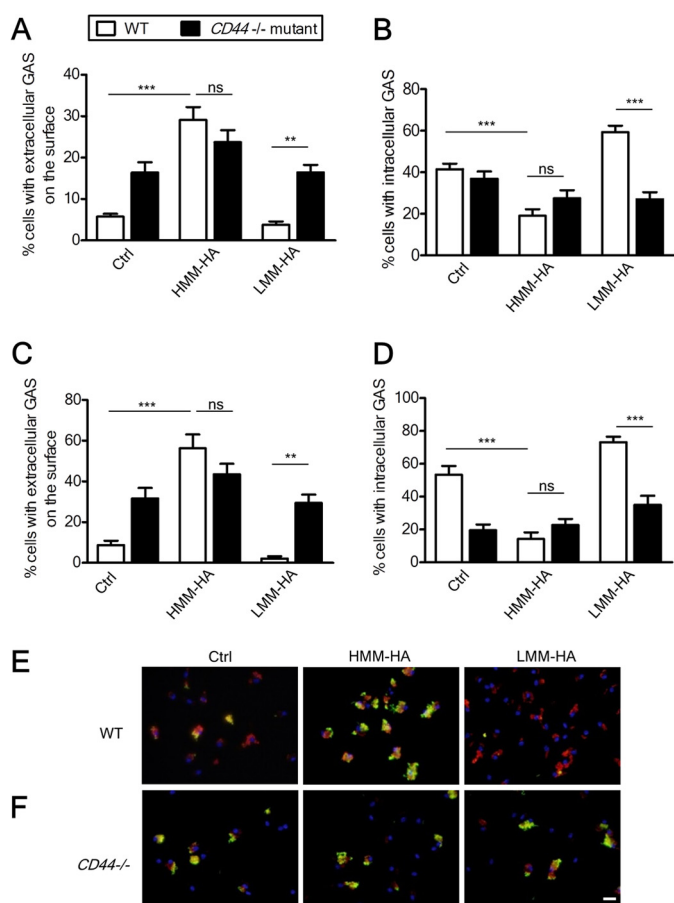 A
WT
CD44 -/- mutant
B
% cells with extracellular GAS
on the surface
40
30
20
10
0
***
ns
**
Ctrl
HMM-HA
LMM-HA
% cells with intracellular GAS
80
60
40
20
0
***
ns
***
Ctrl
HMM-HA
LMM-HA
C
D
% cells with extracellular GAS
on the surface
80
60
40
20
0
***
ns
**
Ctrl
HMM-HA
LMM-HA
% cells with intracellular GAS
100
80
60
40
20
0
***
ns
***
Ctrl
HMM-HA
LMM-HA
E
Ctrl
HMM-HA
LMM-HA
WT
F
CD44-/-